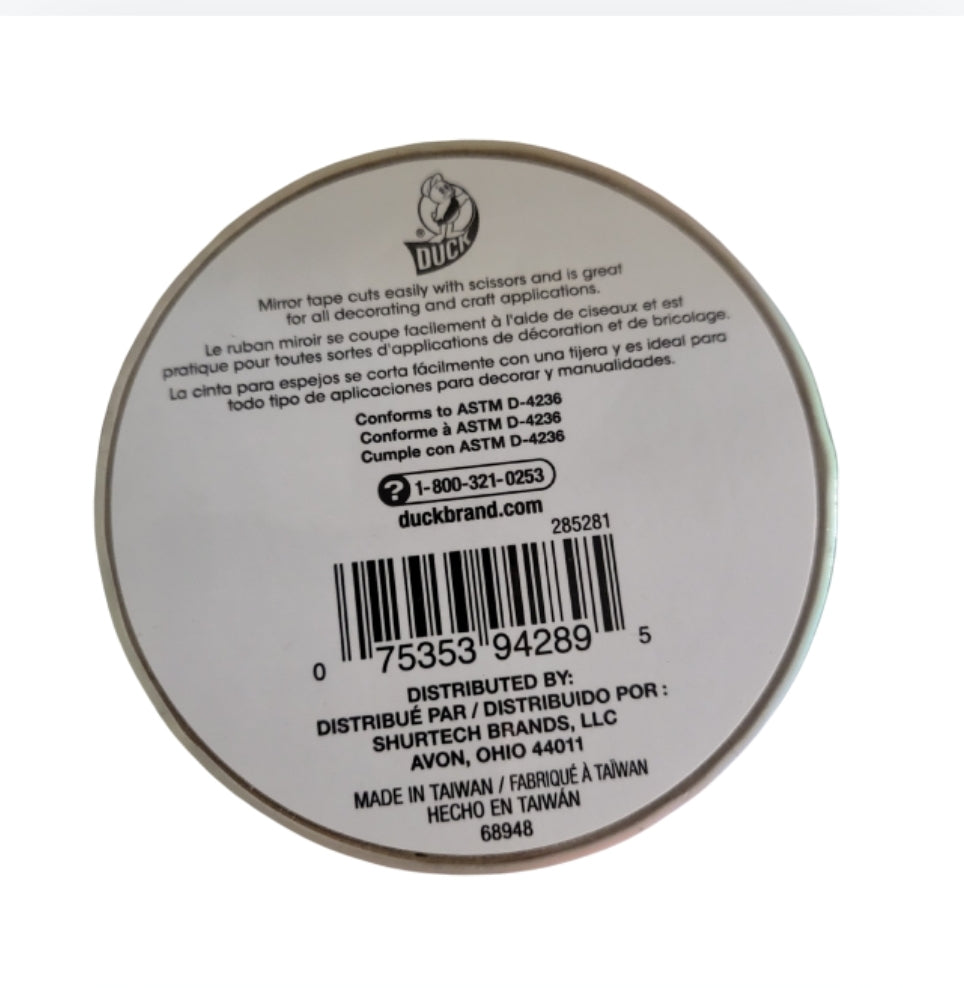 DUCK®
Mirror tape cuts easily with scissors and is great
for all decorating and craft applications.
Le ruban miroir se coupe facilement à l'aide de ciseaux et est
pratique pour toutes sortes d'applications de décoration et de bricolage.
La cinta para espejos se corta fácilmente con una tijera y es ideal para
todo tipo de aplicaciones para decorar y manualidades.
Conforms to ASTM D-4236
Conforme à ASTM D-4236
Cumple con ASTM D-4236
? 1-800-321-0253
duckbrand.com
285281
0 75353 94289 5
DISTRIBUTED BY:
DISTRIBUÉ PAR / DISTRIBUIDO POR :
SHURTECH BRANDS, LLC
AVON, OHIO 44011
MADE IN TAIWAN / FABRIQUÉ À TAÏWAN
HECHO EN TAIWÁN
68948